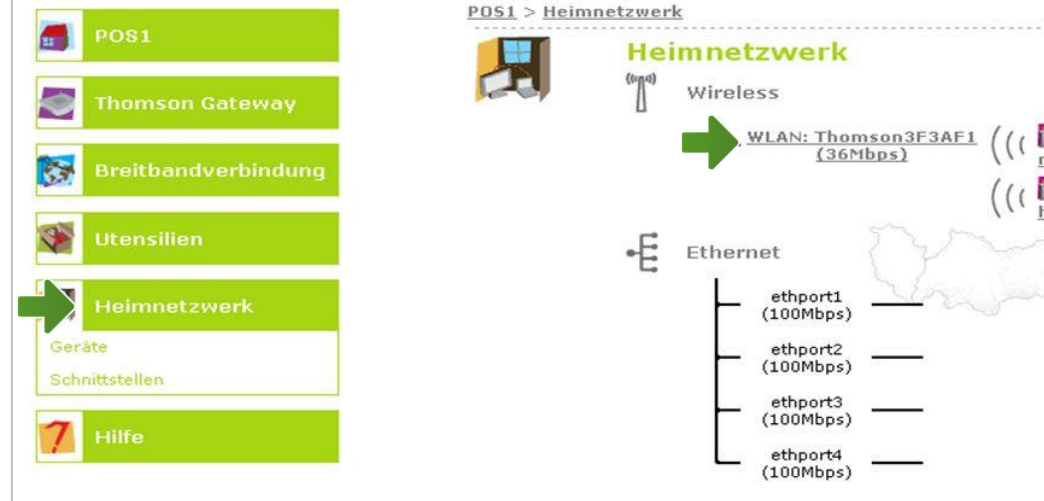 POS1 > Heimnetzwerk
POS1
Thomson Gateway
Breitbandverbindung
Utensilien
Heimnetzwerk
Geräte
Schnittstellen
Hilfe
Heimnetzwerk
Wireless
WLAN: Thomson3F3AF1
(36Mbps)
Ethernet
ethport1
(100Mbps)
ethport2
(100Mbps)
ethport3
(100Mbps)
ethport4
(100Mbps)